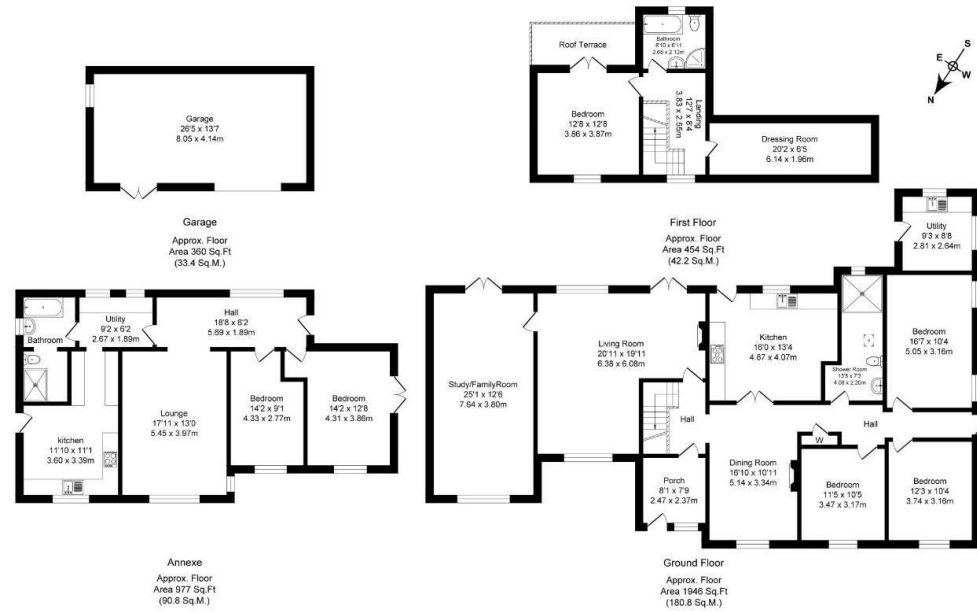 Garage
26'5 x 13'7
8.05 x 4.14m
Garage
Approx. Floor
Area 360 Sq.Ft
(33.4 Sq.M.)
Roof Terrace
Bathroom
8'10 x 6'11
2.68 x 2.12m
Bedroom
12'8 x 12'8
3.86 x 3.87m
Landing
12'7 x 8'4
3.83 x 2.55m
Dressing Room
20'2 x 6'5
6.14 x 1.96m
First Floor
Approx. Floor
Area 454 Sq.Ft
(42.2 Sq.M.)
S
E
W
N
Bathroom
Utility
9'2 x 6'2
2.67 x 1.89m
Hall
18'8 x 6'2
5.69 x 1.89m
kitchen
11'10 x 11'1
3.60 x 3.39m
Lounge
17'11 x 13'0
5.45 x 3.97m
Bedroom
14'2 x 9'1
4.33 x 2.77m
Bedroom
14'2 x 12'8
4.31 x 3.86m
Annexe
Approx. Floor
Area 977 Sq.Ft
(90.8 Sq.M.)
Utility
9'3 x 8'8
2.81 x 2.64m
Study/FamilyRoom
25'1 x 12'6
7.64 x 3.80m
Living Room
20'11 x 19'11
6.38 x 6.08m
Kitchen
16'0 x 13'4
4.87 x 4.07m
Shower Room
13'5 x 7'3
4.08 x 2.20m
Bedroom
16'7 x 10'4
5.05 x 3.16m
Hall
Hall
W
Porch
8'1 x 7'9
2.47 x 2.37m
Dining Room
16'10 x 10'11
5.14 x 3.34m
Bedroom
11'5 x 10'5
3.47 x 3.17m
Bedroom
12'3 x 10'4
3.74 x 3.16m
Ground Floor
Approx. Floor
Area 1946 Sq.Ft
(180.8 Sq.M.)